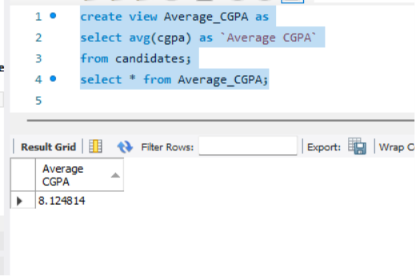 1 create view Average_CGPA as
2 select avg(cgpa) as `Average CGPA`
3 from candidates;
4 select * from Average_CGPA;
5
Result Grid Filter Rows: Export: Wrap C
Average
CGPA
8.124814